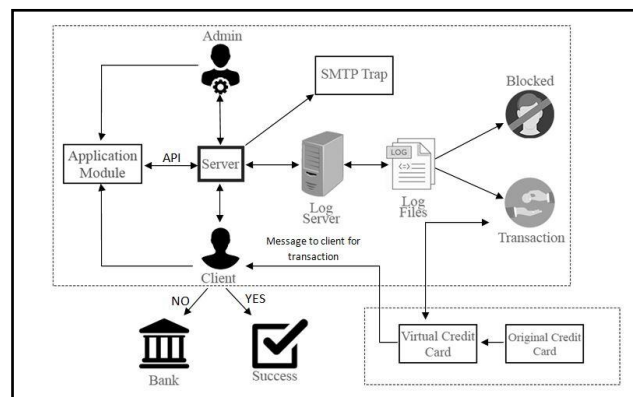 Admin
SMTP Trap
Blocked
Application
Module
API
Server
LOG
Log
Server
Log
Files
Transaction
Message to client for
transaction
Client
NO
YES
Bank
Success
Virtual Credit
Card
Original Credit
Card